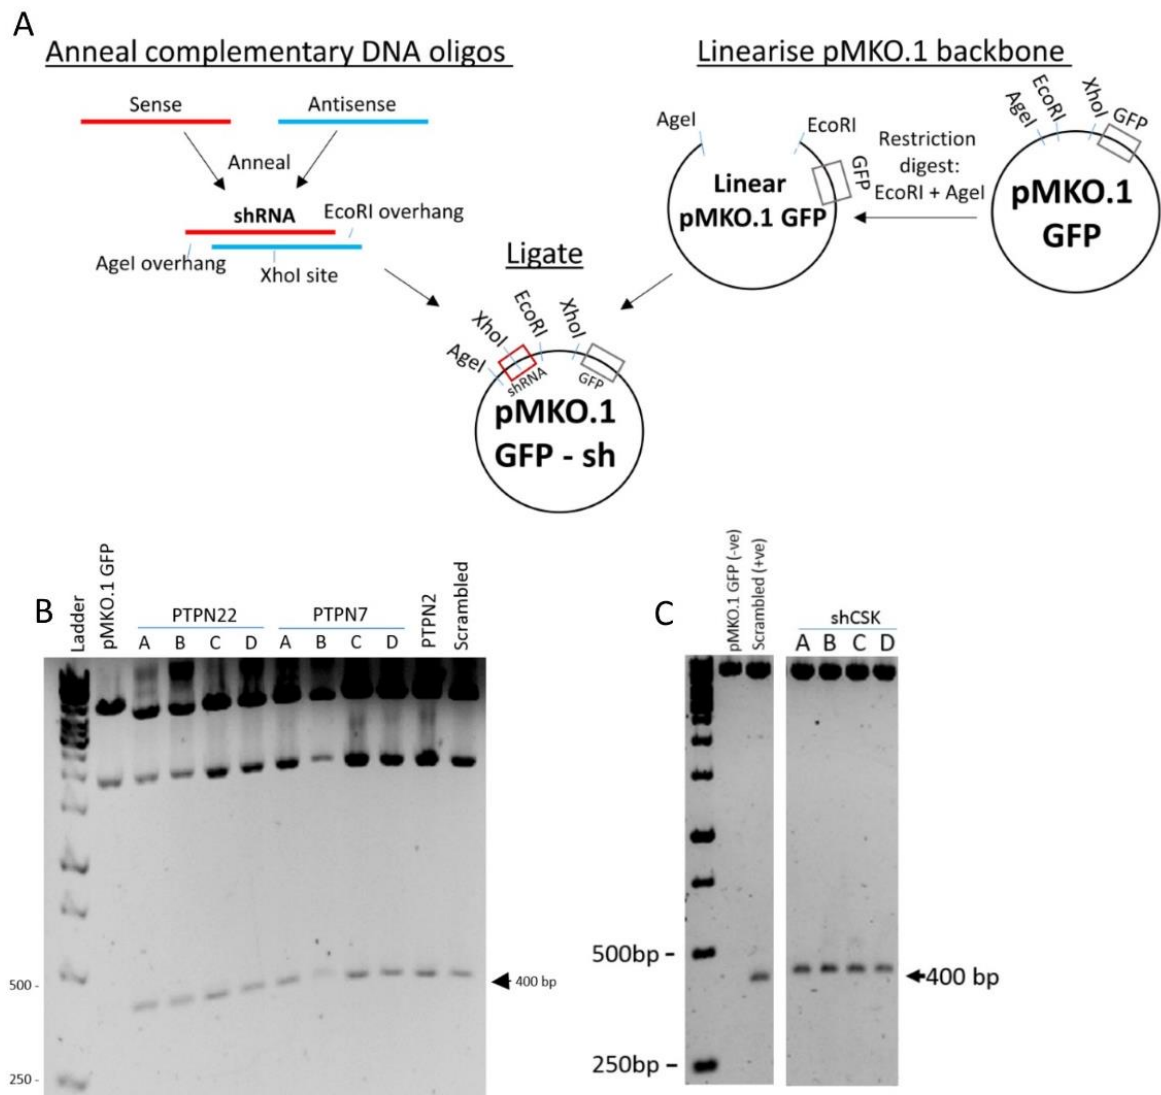 A
Anneal complementary DNA oligos
Sense
Antisense
Anneal
shRNA
EcoRI overhang
AgeI overhang
XhoI site
Linearise pMKO.1 backbone
AgeI
EcoRI
GFP
Linear
pMKO.1 GFP
Restriction
digest:
EcoRI + AgeI
AgeI
EcoRI
XhoI
GFP
pMKO.1
GFP
Ligate
AgeI
XhoI
EcoRI
XhoI
shRNA
GFP
pMKO.1
GFP - sh
B
Ladder
pMKO.1 GFP
PTPN22
A B C D
PTPN7
A B C D
PTPN2
Scrambled
500 -
250 -
400 bp
C
pMKO.1 GFP (-ve)
Scrambled (+ve)
shCSK
A B C D
500bp -
250bp -
400 bp